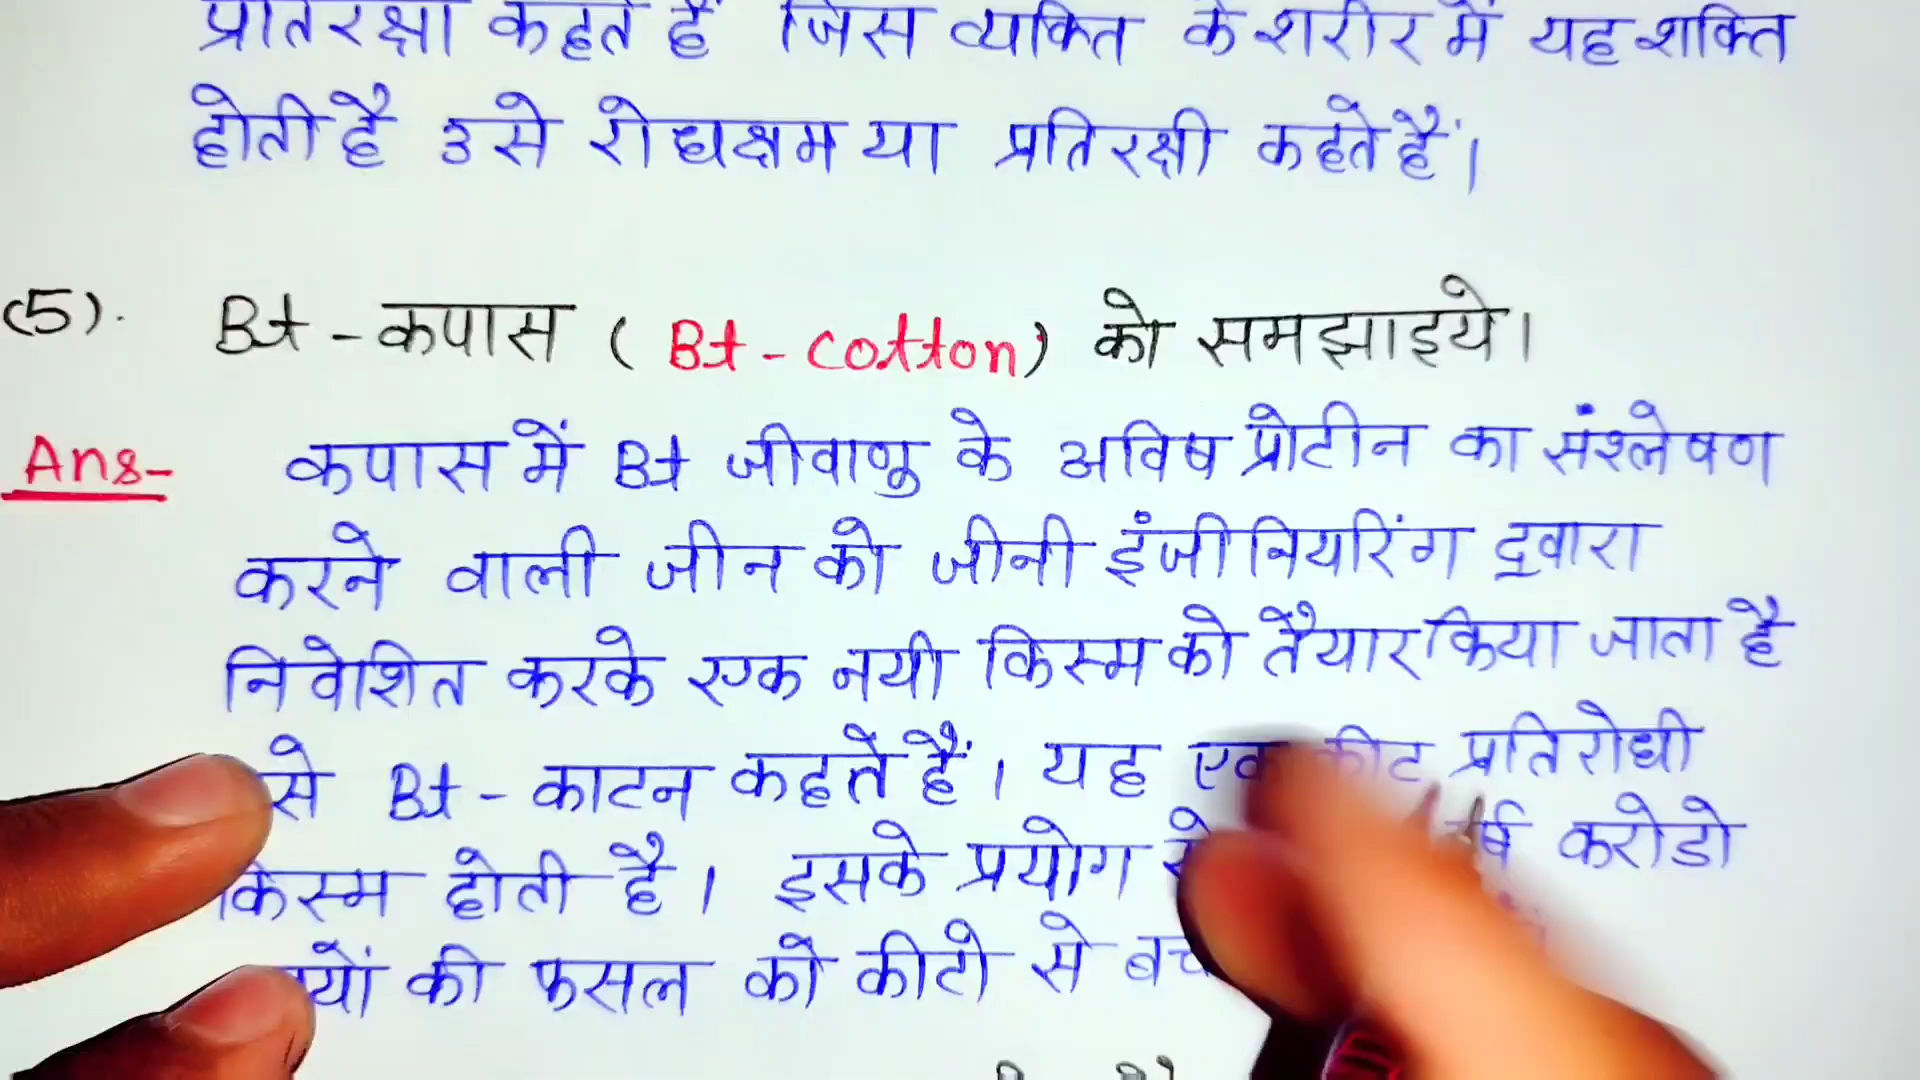 प्रतिरक्षा कहते हैं जिस व्यक्ति के शरीर में यह शक्ति
होती है उसे रोधक्षम या प्रतिरक्षी कहते हैं।
(5). Bt - कपास ( Bt - cotton) को समझाइये।
Ans- कपास में Bt जीवाणु के अविष प्रोटीन का संश्लेषण
करने वाली जीन को जीनी इंजीनियरिंग द्वारा
निवेशित करके एक नयी किस्म को तैयार किया जाता है
से Bt - काटन कहते हैं। यह एक कीट प्रतिरोधी
किस्म होती है। इसके प्रयोग से करोडो
की फसल को कीटो से